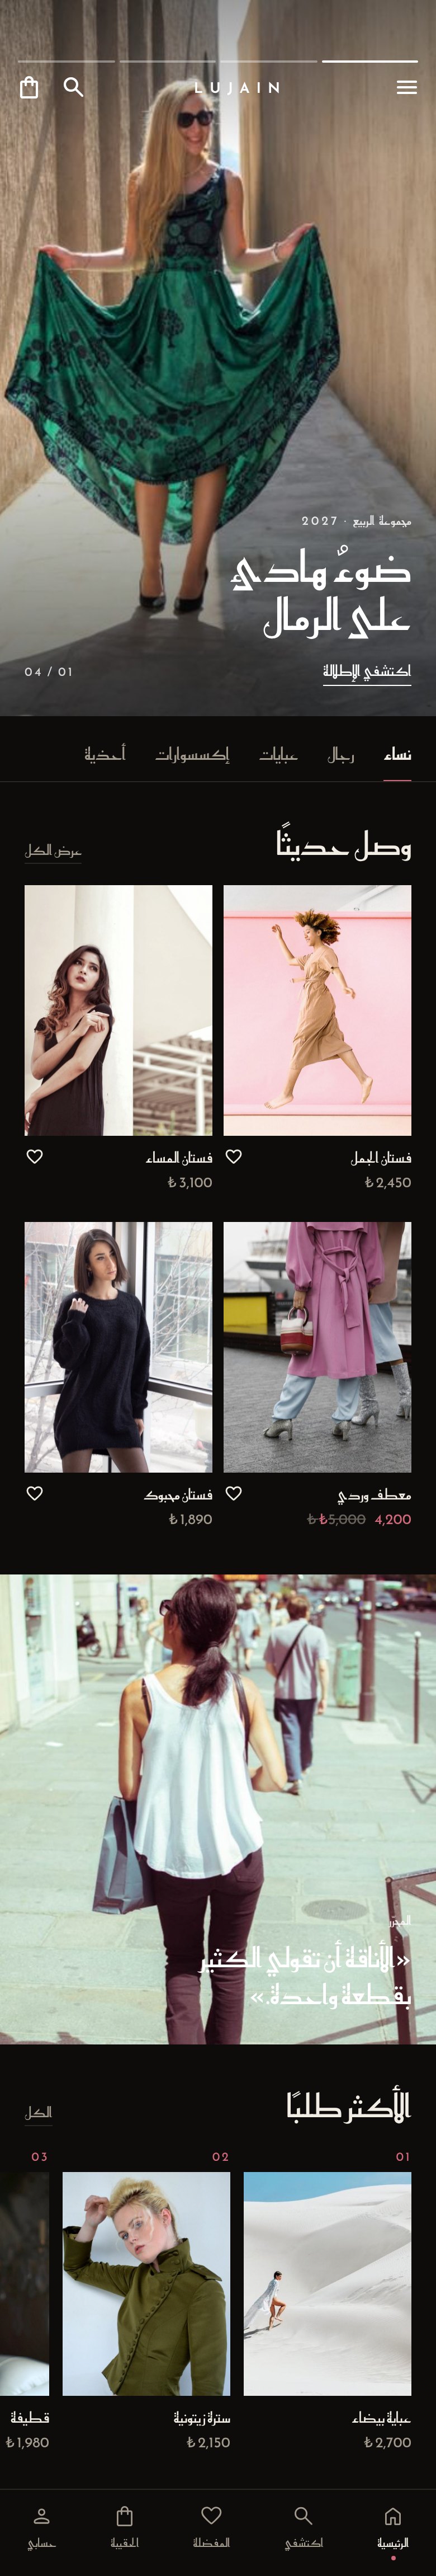 LUJAIN
مجموعة الربيع · 2027
ضوءٌ هادئ
على الرمال
اكتشفي الإطلالة
04 / 01
نساء رجال عبايات إكسسوارات أحذية
وصل حديثًا
عرض الكل
فستان الجمل
₺2,450
فستان المساء
₺3,100
معطف وردي
4,200 ₺ ₺5,000
فستان محبوك
₺1,890
المحرّر
«الأناقة أن تقولي الكثير
بقطعة واحدة.»
الأكثر طلبًا
الكل
01
عباية بيضاء
₺2,700
02
سترة زيتونية
₺2,150
03
قطيفة
₺1,980
الرئيسية
اكتشفي
المفضلة
الحقيبة
حسابي